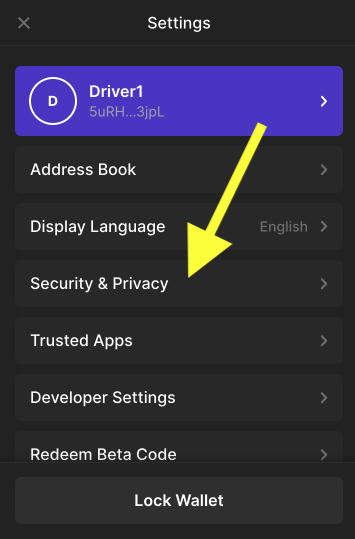 Settings
D
Driver1
5uRH...3jpL
Address Book
Display Language English
Security & Privacy
Trusted Apps
Developer Settings
Redeem Beta Code
Lock Wallet